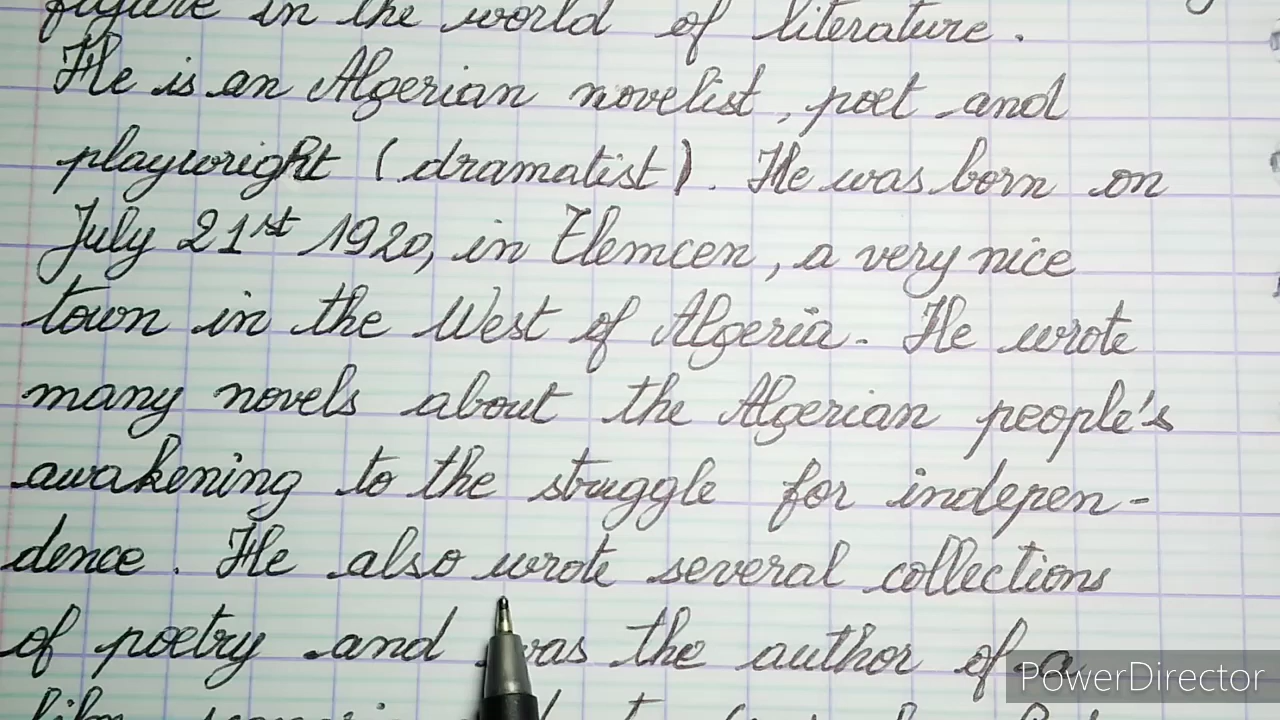 figure in the world of literature.
He is an Algerian novelist, poet and
playwright (dramatist). He was born on
July 21st 1920, in Tlemcen, a very nice
town in the West of Algeria. He wrote
many novels about the Algerian people's
awakening to the struggle for indepen-
dence. He also wrote several collections
of poetry and was the author of a
film
PowerDirector